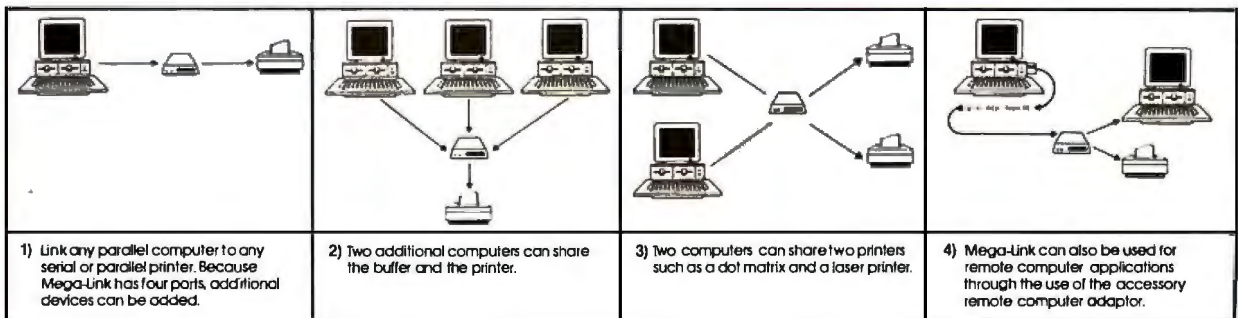 1) Link any parallel computer to any
serial or parallel printer. Because
Mega-Link has four ports, additional
devices can be added.
2) Two additional computers can share
the buffer and the printer.
3) Two computers can share two printers
such as a dot matrix and a laser printer.
4) Mega-Link can also be used for
remote computer applications
through the use of the accessory
remote computer adaptor.